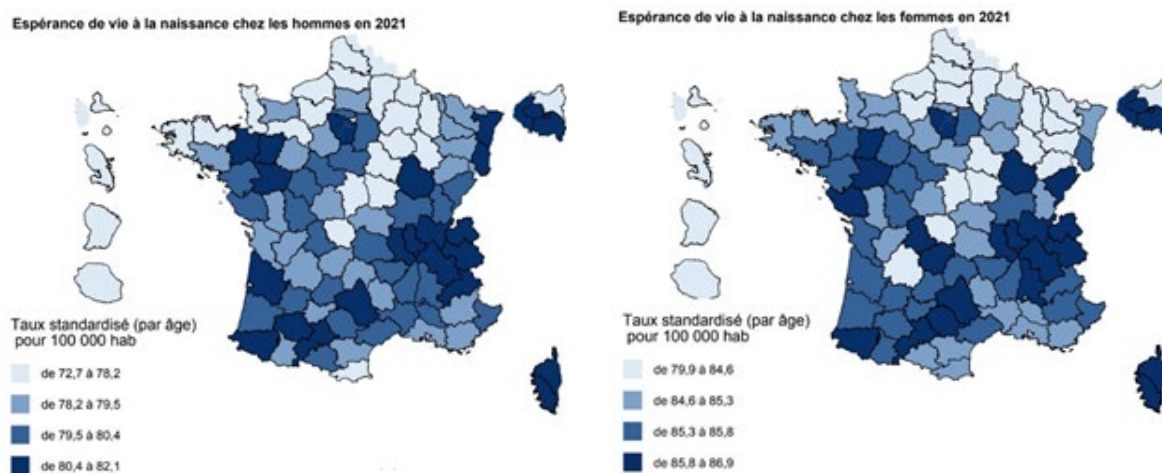 Espérance de vie à la naissance chez les hommes en 2021
Taux standardisé (par âge)
pour 100 000 hab
de 72,7 à 78,2
de 78,2 à 79,5
de 79,5 à 80,4
de 80,4 à 82,1
Espérance de vie à la naissance chez les femmes en 2021
Taux standardisé (par âge)
pour 100 000 hab
de 79,9 à 84,6
de 84,6 à 85,3
de 85,3 à 85,8
de 85,8 à 86,9